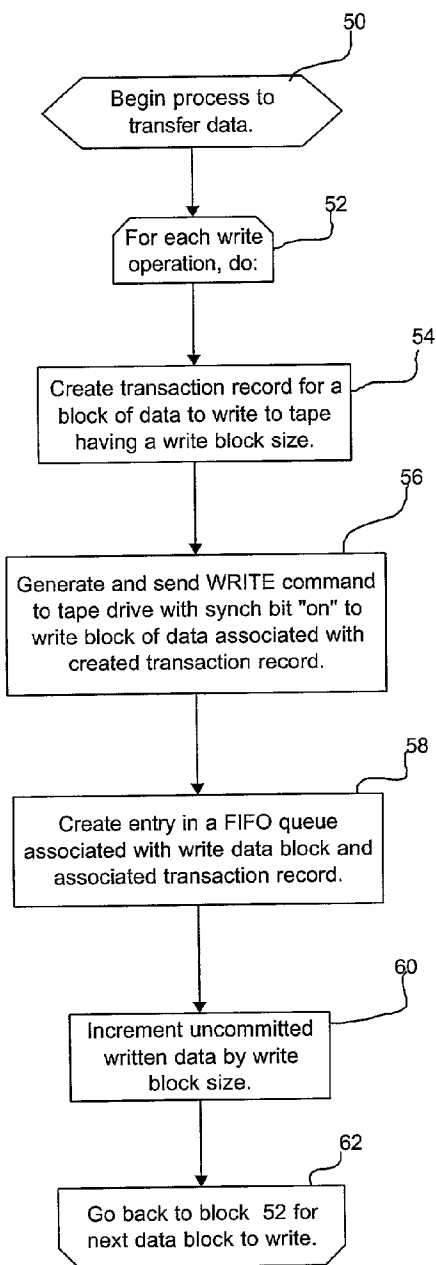 50
Begin process to
transfer data.
52
For each write
operation, do:
54
Create transaction record for a
block of data to write to tape
having a write block size.
56
Generate and send WRITE command
to tape drive with synch bit "on" to
write block of data associated with
created transaction record.
58
Create entry in a FIFO queue
associated with write data block and
associated transaction record.
60
Increment uncommitted
written data by write
block size.
62
Go back to block 52 for
next data block to write.